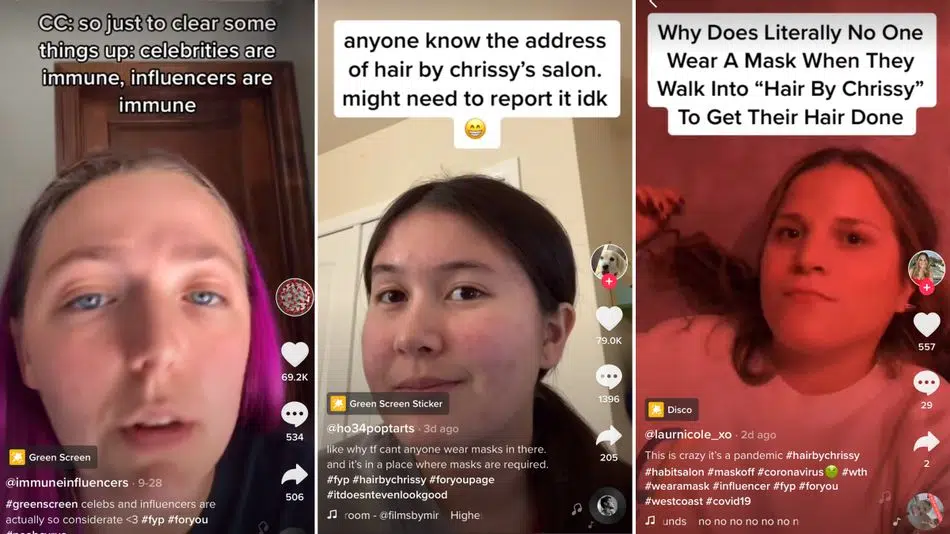 CC: so just to clear some
things up: celebrities are
immune, influencers are
immune
69.2K
534
Green Screen
506
@immuneinfluencers · 9-28
#greenscreen celebs and influencers are
actually so considerate <3 #fyp #foryou
anyone know the address
of hair by chrissy's salon.
might need to report it idk
😁
79.0K
1396
Green Screen Sticker
205
@ho34poptarts · 3d ago
like why tf cant anyone wear masks in there.
and it's in a place where masks are required.
#fyp #hairbychrissy #foryoupage
#itdoesntevenlookgood
room - @filmsbymir Highe
Why Does Literally No One
Wear A Mask When They
Walk Into “Hair By Chrissy”
To Get Their Hair Done
557
29
Disco
2
@laurnicole_xo · 2d ago
This is crazy it's a pandemic #hairbychrissy
#habitsalon #maskoff #coronavirus🤢 #wth
#wearamask #influencer #fyp #foryou
#westcoast #covid19
unds no no no no no no n